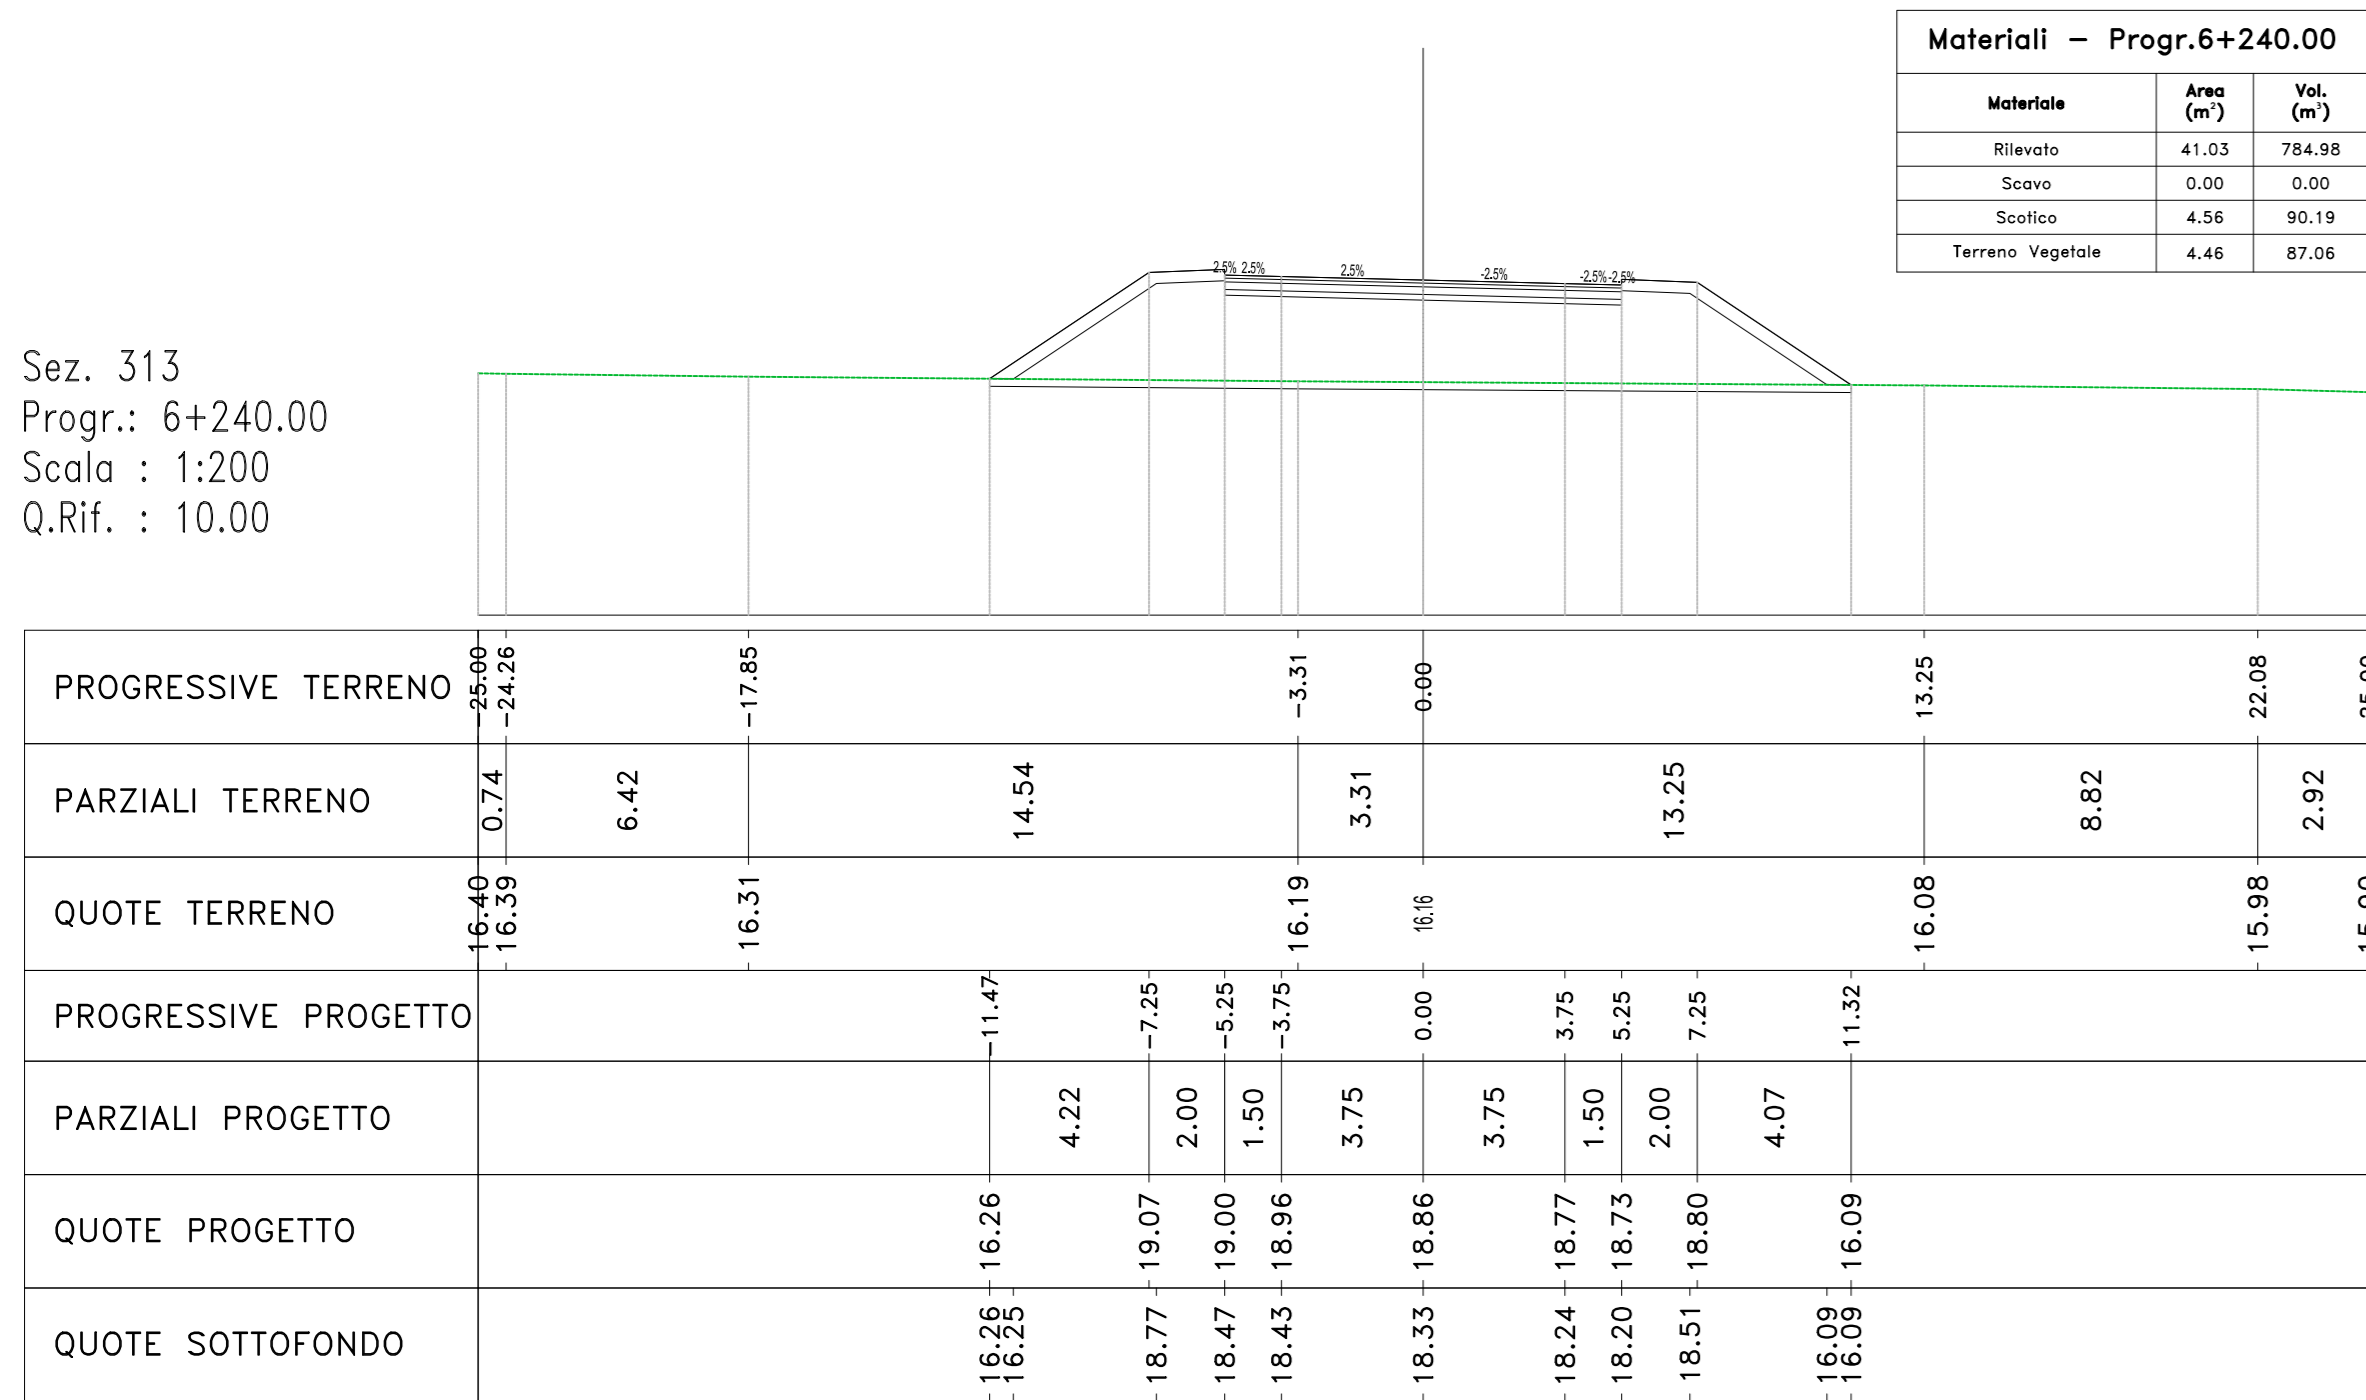 Materiali – Progr.6+240.00
Materiale Area (m²) Vol. (m³)
Rilevato 41.03 784.98
Scavo 0.00 0.00
Scotico 4.56 90.19
Terreno Vegetale 4.46 87.06
2.5% 2.5% 2.5% -2.5% -2.5% -2.5%
Sez. 313
Progr.: 6+240.00
Scala : 1:200
Q.Rif. : 10.00
PROGRESSIVE TERRENO −25.00 −24.26 −17.85 −3.31 0.00 13.25 22.08
PARZIALI TERRENO 0.74 6.42 14.54 3.31 13.25 8.82 2.92
QUOTE TERRENO 16.40 16.39 16.31 16.19 16.16 16.08 15.98
PROGRESSIVE PROGETTO −11.47 −7.25 −5.25 −3.75 0.00 3.75 5.25 7.25 11.32
PARZIALI PROGETTO 4.22 2.00 1.50 3.75 3.75 1.50 2.00 4.07
QUOTE PROGETTO 16.26 19.07 19.00 18.96 18.86 18.77 18.73 18.80 16.09
QUOTE SOTTOFONDO 16.26 16.25 18.77 18.47 18.43 18.33 18.24 18.20 18.51 16.09 16.09